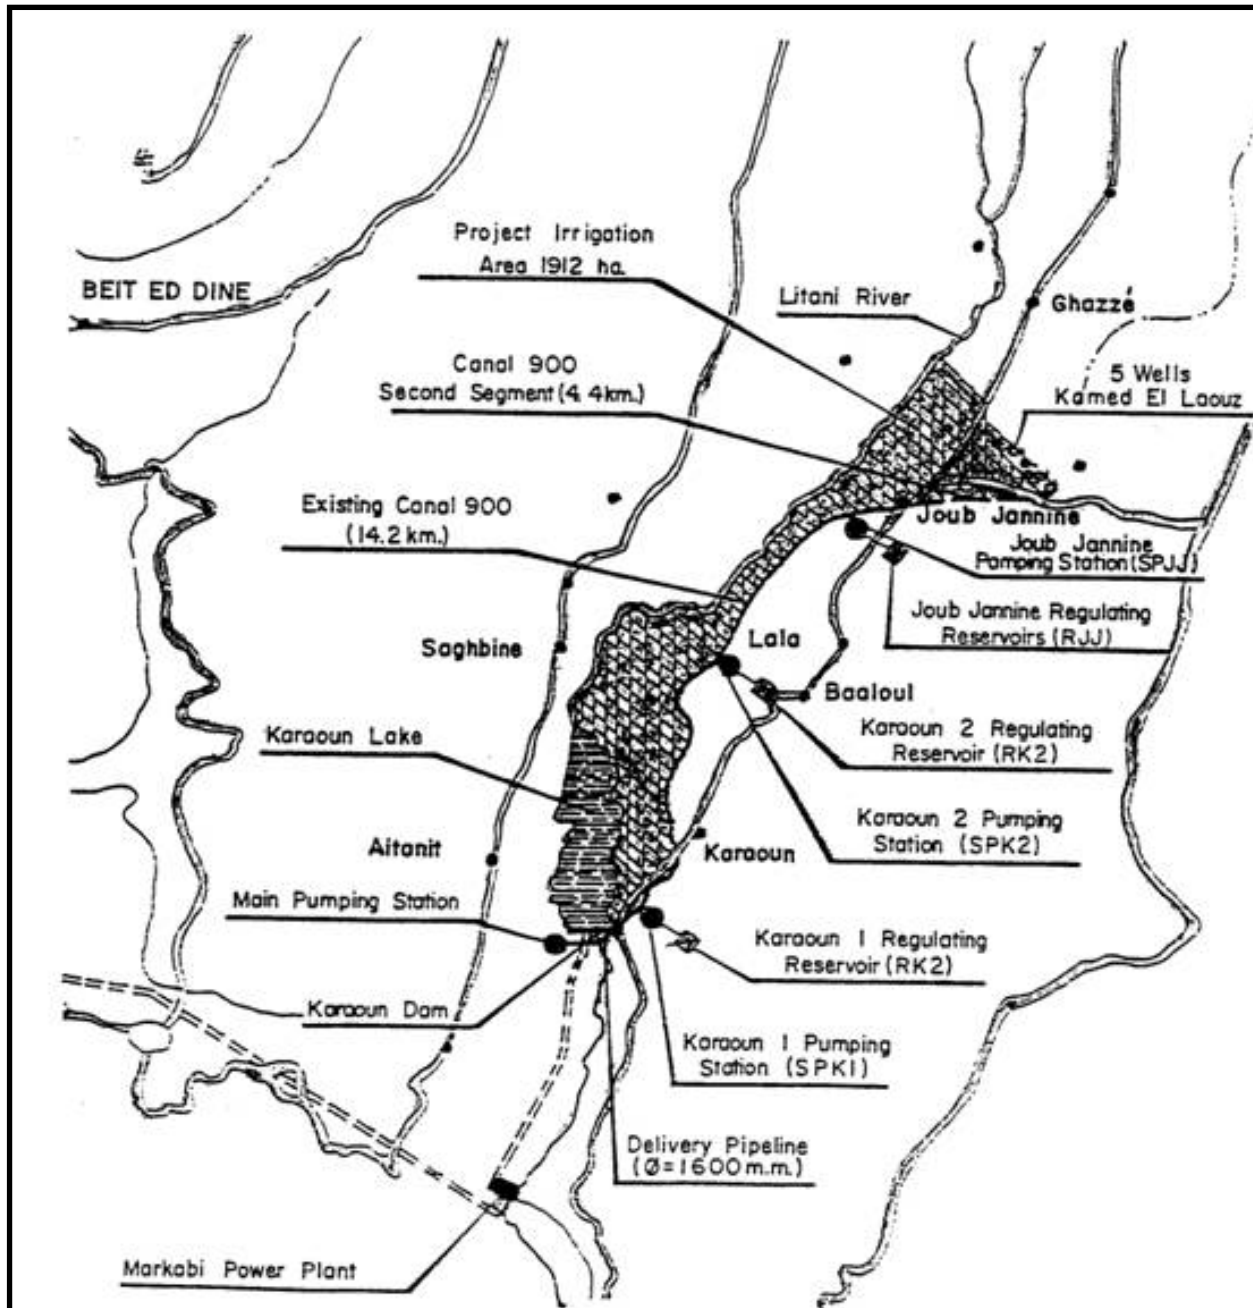 Project Irrigation
Area 1912 ha.
BEIT ED DINE
Litani River
Ghazzé
Canal 900
Second Segment (4.4km.)
5 Wells
Kamed El Laouz
Existing Canal 900
(14.2 km.)
Joub Jannine
Joub Jannine
Pamping Station (SPJJ)
Joub Jannine Regulating
Reservoirs (RJJ)
Saghbine
Lala
Baaloul
Karaoun Lake
Karaoun 2 Regulating
Reservoir (RK2)
Karaoun 2 Pumping
Station (SPK2)
Aitanit
Karaoun
Main Pumping Station
Karaoun 1 Regulating
Reservoir (RK2)
Karaoun Dam
Karaoun 1 Pumping
Station (SPK1)
Delivery Pipeline
(Ø=1600m.m.)
Markabi Power Plant